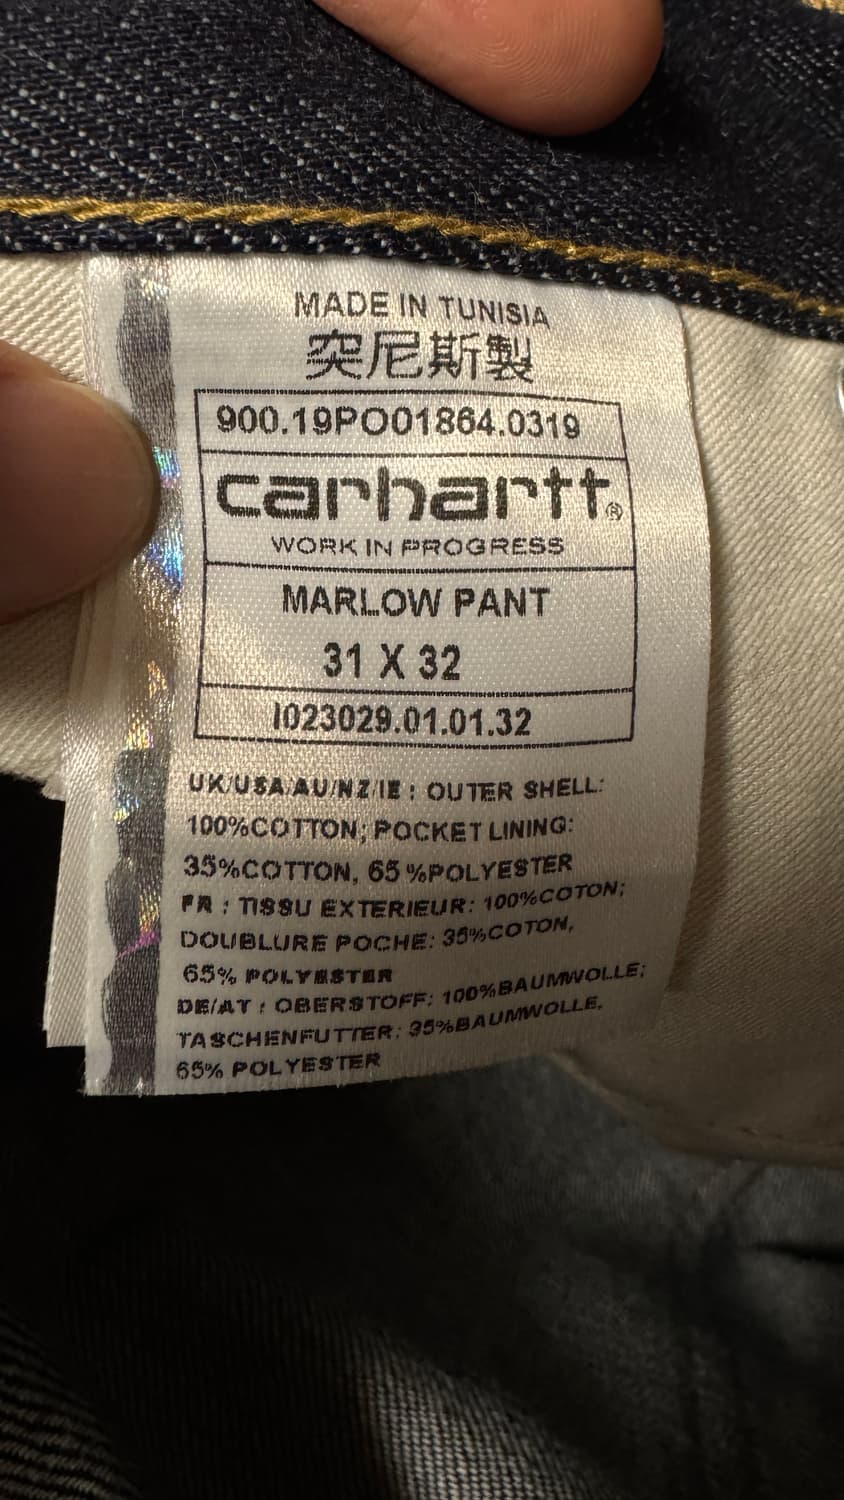 MADE IN TUNISIA
突尼斯製
900.19PO01864.0319
carhartt®
WORK IN PROGRESS
MARLOW PANT
31 X 32
I023029.01.01.32
UK/USA/AU/NZ/IE : OUTER SHELL:
100%COTTON; POCKET LINING:
35%COTTON, 65 %POLYESTER
FR : TISSU EXTERIEUR: 100%COTON;
DOUBLURE POCHE: 35%COTON,
65% POLYESTER
DE/AT : OBERSTOFF: 100%BAUMWOLLE;
TASCHENFUTTER: 35%BAUMWOLLE,
65% POLYESTER